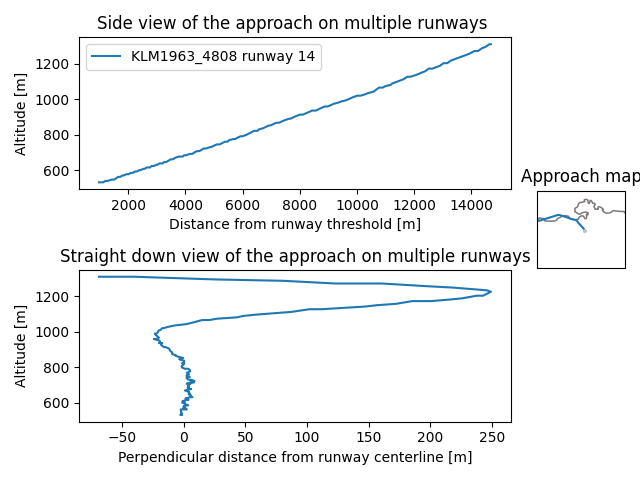 Side view of the approach on multiple runways
KLM1963_4808 runway 14
Altitude [m]
1200
1000
800
600
2000 4000 6000 8000 10000 12000 14000
Distance from runway threshold [m]
Approach map
Straight down view of the approach on multiple runways
Altitude [m]
1200
1000
800
600
−50 0 50 100 150 200 250
Perpendicular distance from runway centerline [m]